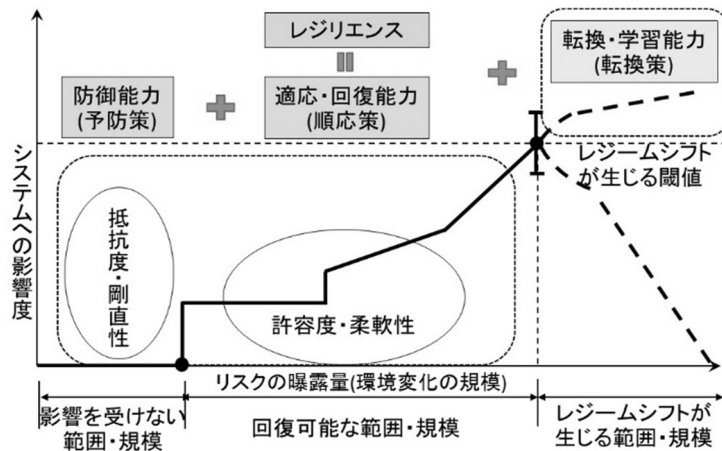 レジリエンス
転換・学習能力
(転換策)
防御能力
(予防策)
適応・回復能力
(順応策)
システムへの影響度
レジームシフト
が生じる閾値
抵抗度・剛直性
許容度・柔軟性
リスクの曝露量(環境変化の規模)
影響を受けない
範囲・規模
回復可能な範囲・規模
レジームシフトが
生じる範囲・規模